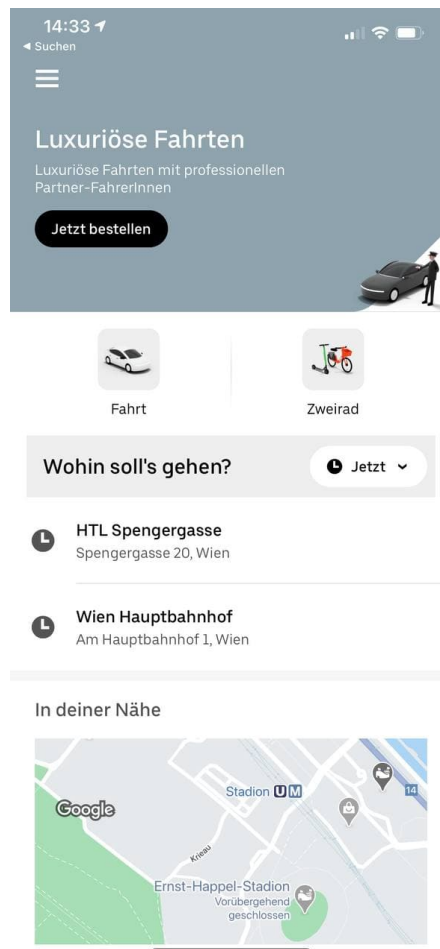 14:33
◀ Suchen
Luxuriöse Fahrten
Luxuriöse Fahrten mit professionellen
Partner-FahrerInnen
Jetzt bestellen
Fahrt
Zweirad
Wohin soll's gehen?
Jetzt
HTL Spengergasse
Spengergasse 20, Wien
Wien Hauptbahnhof
Am Hauptbahnhof 1, Wien
In deiner Nähe
Stadion U M
14
Google
Krieau
Ernst-Happel-Stadion
Vorübergehend
geschlossen